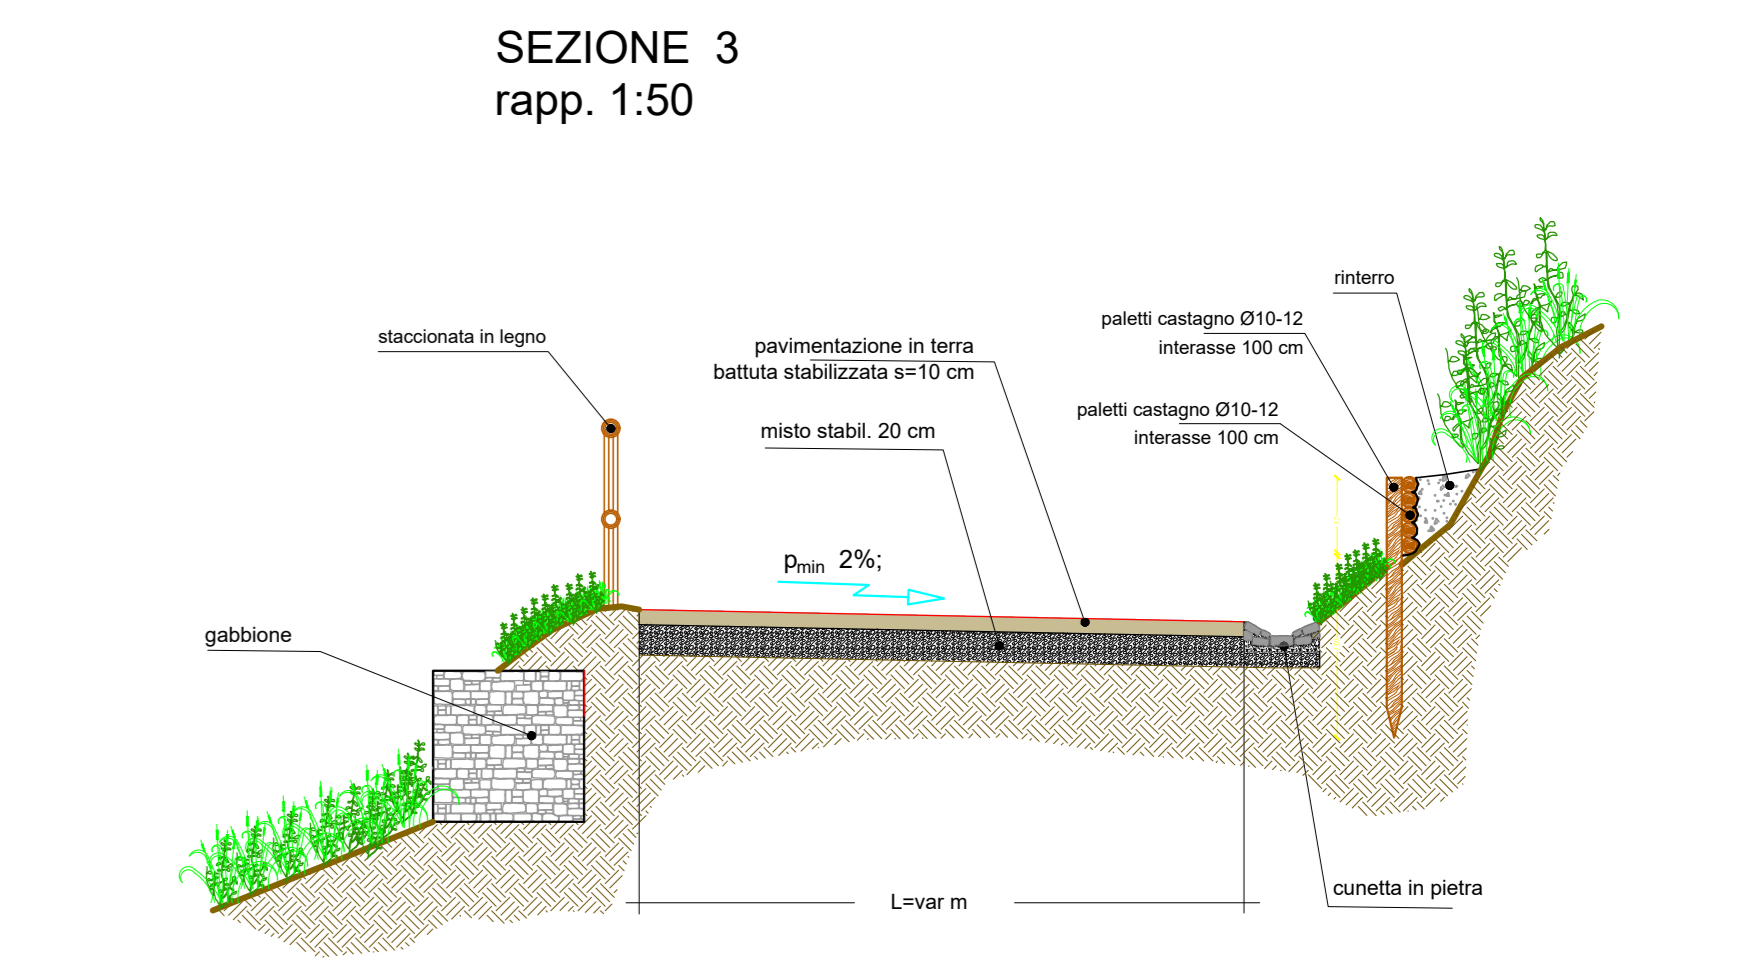 SEZIONE 3
rapp. 1:50
rinterro
paletti castagno Ø10-12
interasse 100 cm
staccionata in legno
pavimentazione in terra
battuta stabilizzata s=10 cm
paletti castagno Ø10-12
interasse 100 cm
misto stabil. 20 cm
pmin 2%;
gabbione
cunetta in pietra
L=var m